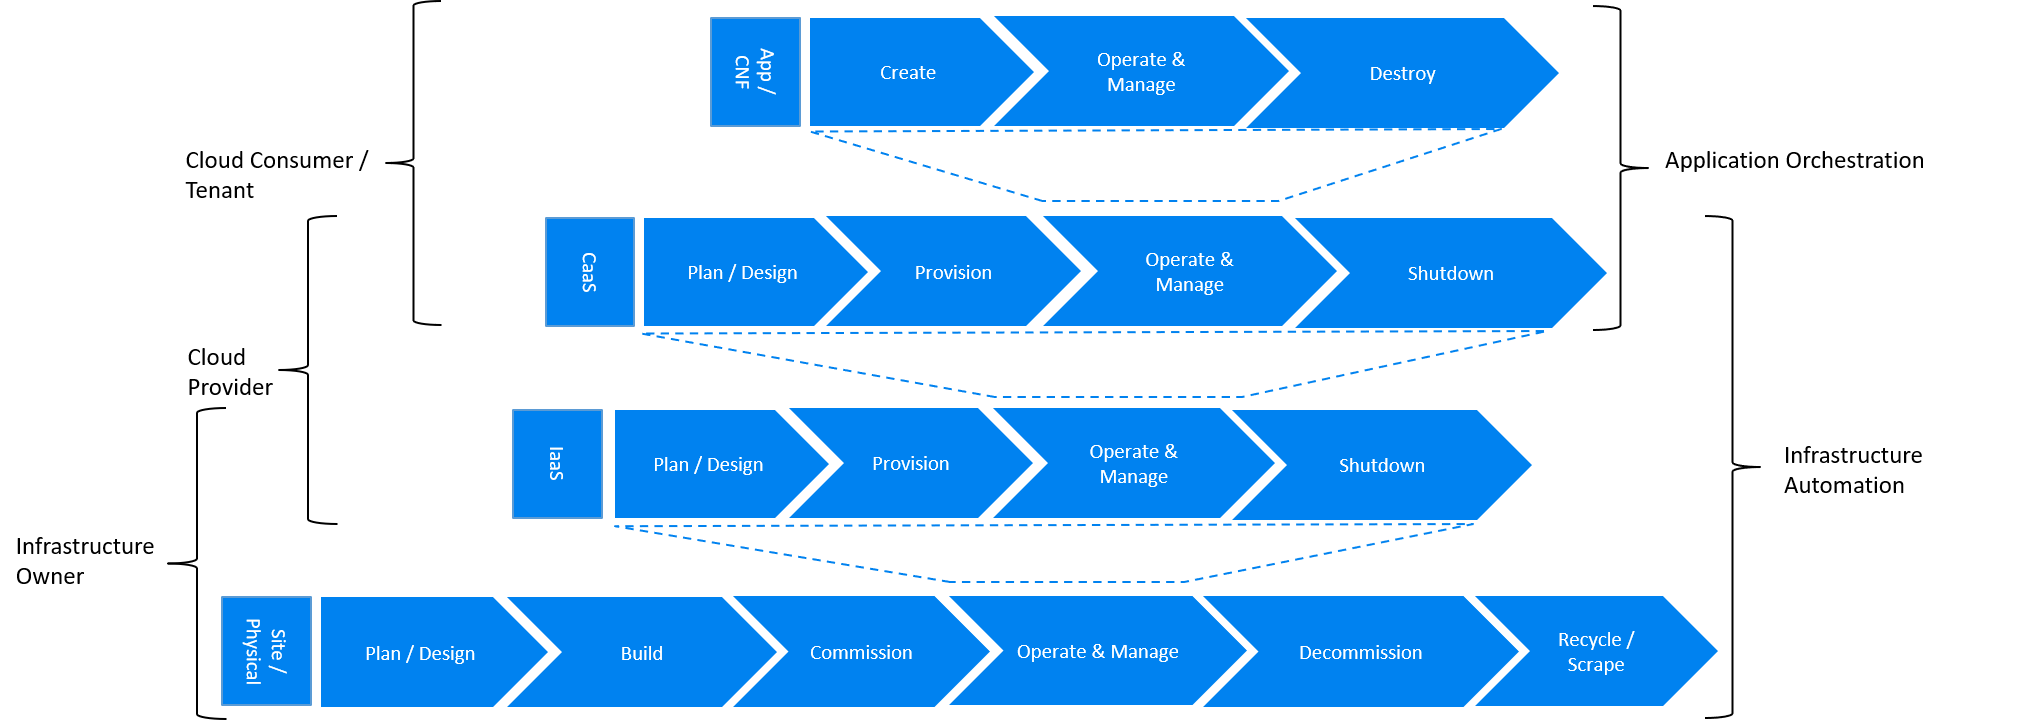 App /
CNF
Create
Operate &
Manage
Destroy
Cloud Consumer /
Tenant
Application Orchestration
CaaS
Plan / Design
Provision
Operate &
Manage
Shutdown
Cloud
Provider
IaaS
Plan / Design
Provision
Operate &
Manage
Shutdown
Infrastructure
Automation
Infrastructure
Owner
Site /
Physical
Plan / Design
Build
Commission
Operate & Manage
Decommission
Recycle /
Scrape